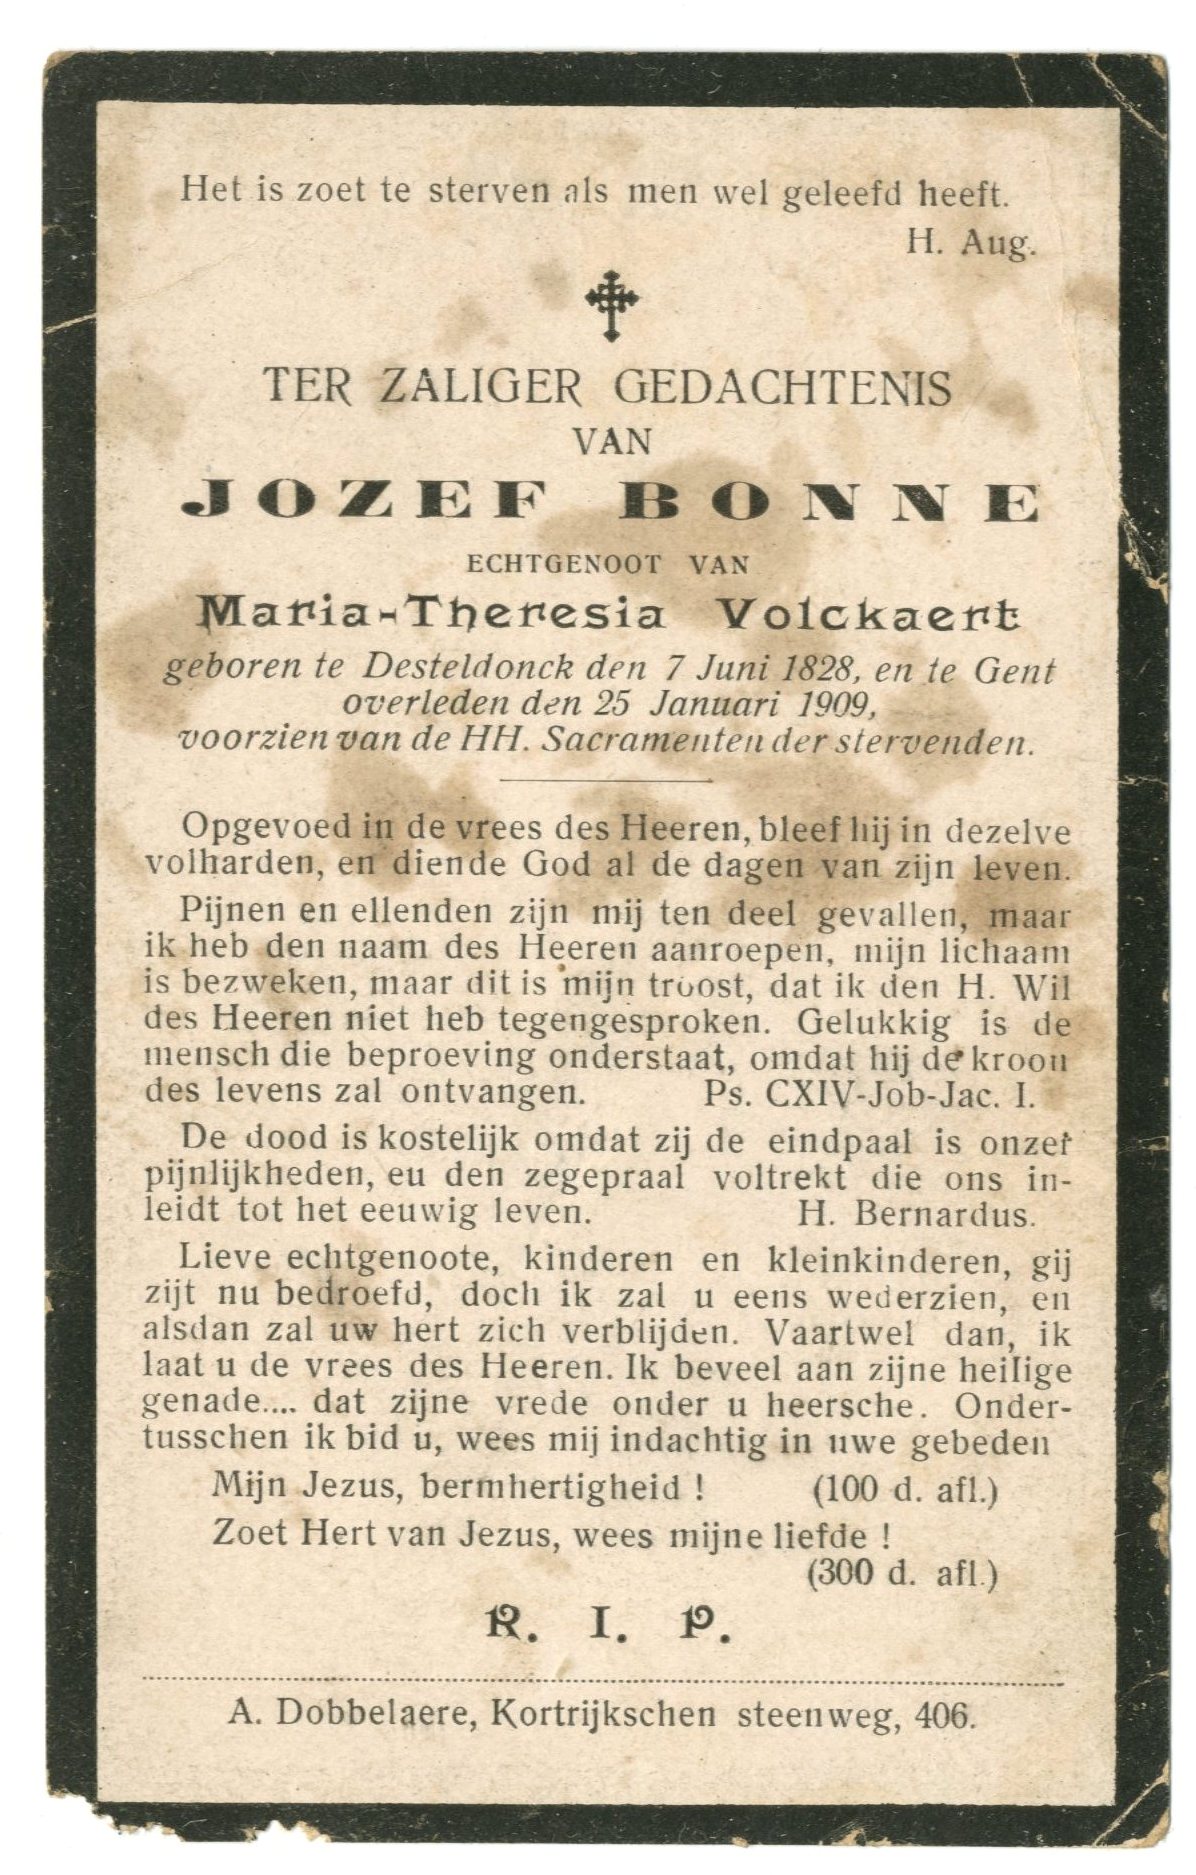 Het is zoet te sterven als men wel geleefd heeft.
H. Aug.
TER ZALIGER GEDACHTENIS
VAN
JOZEF BONNE
ECHTGENOOT VAN
Maria-Theresia Volckaert
geboren te Desteldonck den 7 Juni 1828, en te Gent
overleden den 25 Januari 1909,
voorzien van de HH. Sacramenten der stervenden.
Opgevoed in de vrees des Heeren, bleef hij in dezelve
volharden, en diende God al de dagen van zijn leven.
Pijnen en ellenden zijn mij ten deel gevallen, maar
ik heb den naam des Heeren aanroepen, mijn lichaam
is bezweken, maar dit is mijn troost, dat ik den H. Wil
des Heeren niet heb tegengesproken. Gelukkig is de
mensch die beproeving onderstaat, omdat hij de kroon
des levens zal ontvangen. Ps. CXIV-Job-Jac. I.
De dood is kostelijk omdat zij de eindpaal is onzer
pijnlijkheden, eu den zegepraal voltrekt die ons in-
leidt tot het eeuwig leven. H. Bernardus.
Lieve echtgenoote, kinderen en kleinkinderen, gij
zijt nu bedroefd, doch ik zal u eens wederzien, en
alsdan zal uw hert zich verblijden. Vaartwel dan, ik
laat u de vrees des Heeren. Ik beveel aan zijne heilige
genade.... dat zijne vrede onder u heersche. Onder-
tusschen ik bid u, wees mij indachtig in uwe gebeden
Mijn Jezus, bermhertigheid ! (100 d. afl.)
Zoet Hert van Jezus, wees mijne liefde !
(300 d. afl.)
R. I. P.
A. Dobbelaere, Kortrijkschen steenweg, 406.